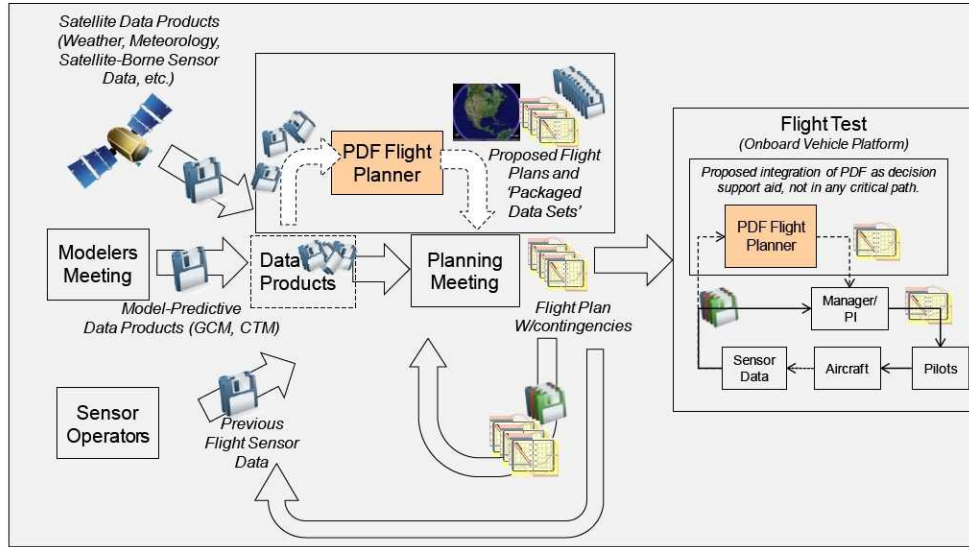 Satellite Data Products
(Weather, Meteorology,
Satellite-Borne Sensor
Data, etc.)
PDF Flight
Planner
Proposed Flight
Plans and
‘Packaged
Data Sets’
Modelers
Meeting
Data
Products
Planning
Meeting
Model-Predictive
Data Products (GCM, CTM)
Flight Plan
W/contingencies
Sensor
Operators
Previous
Flight Sensor
Data
Flight Test
(Onboard Vehicle Platform)
Proposed integration of PDF as decision
support aid, not in any critical path.
PDF Flight
Planner
Manager/
PI
Sensor
Data
Aircraft
Pilots